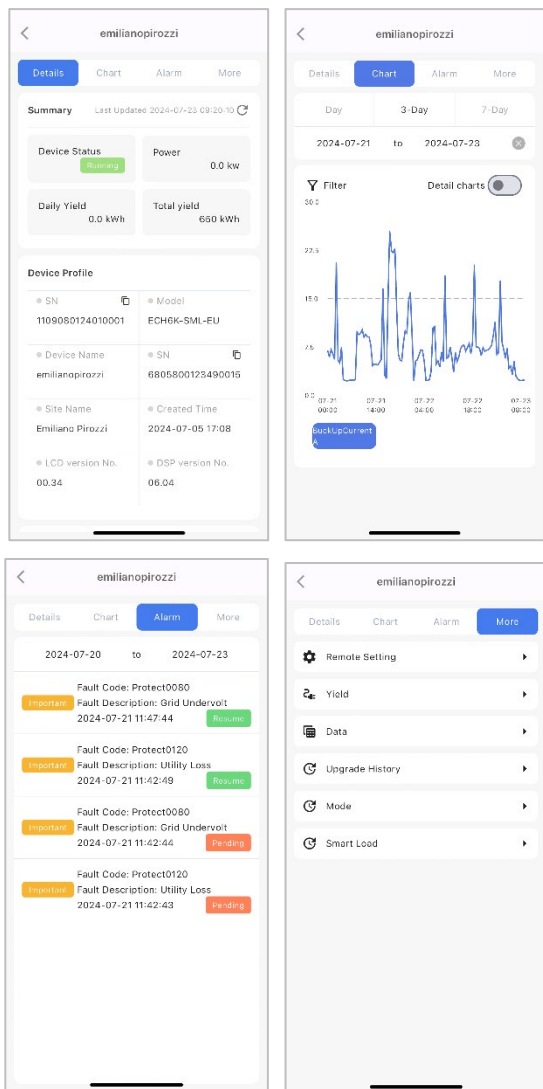 emilianopirozzi
Details Chart Alarm More
Summary Last Updated 2024-07-23 09:20:10
Device Status
Running
Power
0.0 kw
Daily Yield
0.0 kWh
Total yield
660 kWh
Device Profile
SN
1109080124010001
Model
ECH6K-SML-EU
Device Name
emilianopirozzi
SN
6805800123490015
Site Name
Emiliano Pirozzi
Created Time
2024-07-05 17:08
LCD version No.
00.34
DSP version No.
06.04
emilianopirozzi
Details Chart Alarm More
Day 3-Day 7-Day
2024-07-21 to 2024-07-23
Filter Detail charts
30.0
22.5
15.0
7.5
0.0
07-21 00:00
07-21 14:00
07-22 04:00
07-22 18:00
07-23 08:00
BuckUpCurrent
A
emilianopirozzi
Details Chart Alarm More
2024-07-20 to 2024-07-23
Fault Code: Protect0080
Important Fault Description: Grid Undervolt
2024-07-21 11:47:44 Resume
Fault Code: Protect0120
Important Fault Description: Utility Loss
2024-07-21 11:42:49 Resume
Fault Code: Protect0080
Important Fault Description: Grid Undervolt
2024-07-21 11:42:44 Pending
Fault Code: Protect0120
Important Fault Description: Utility Loss
2024-07-21 11:42:43 Pending
emilianopirozzi
Details Chart Alarm More
Remote Setting
Yield
Data
Upgrade History
Mode
Smart Load